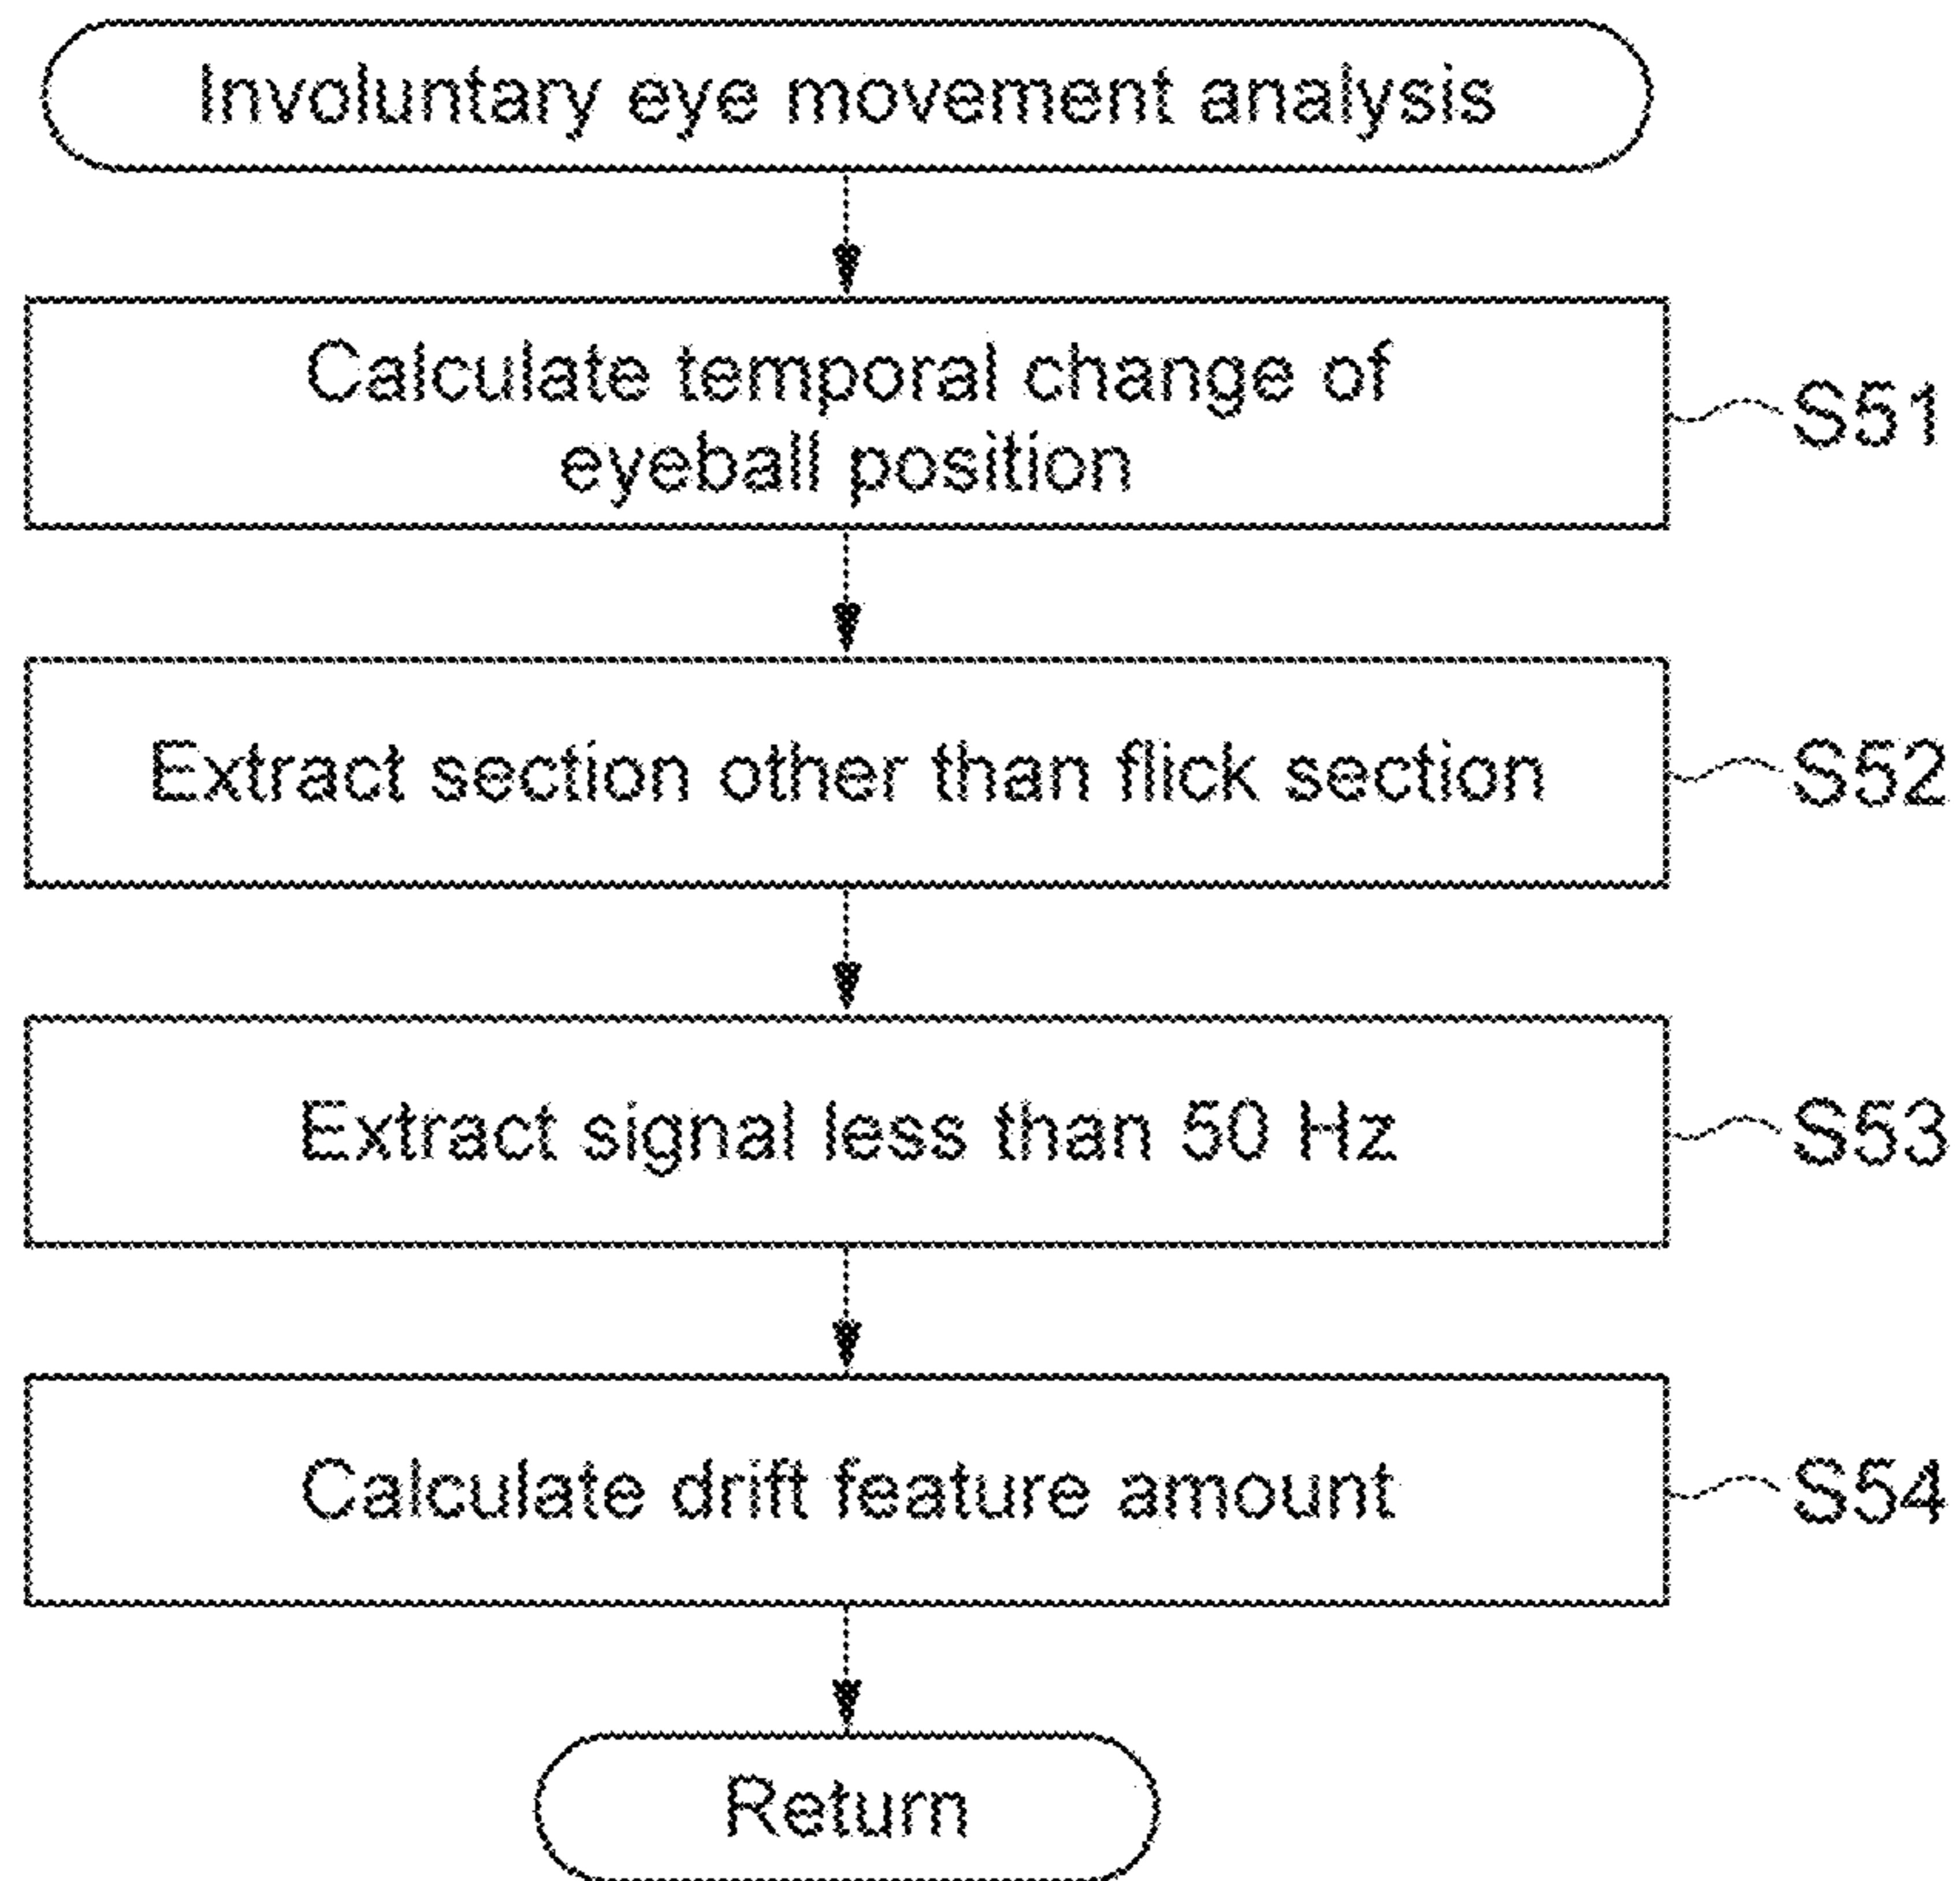 Involuntary eye movement analysis
Calculate temporal change of
eyeball position
S51
Extract section other than flick section
S52
Extract signal less than 50 Hz
S53
Calculate drift feature amount
S54
Return